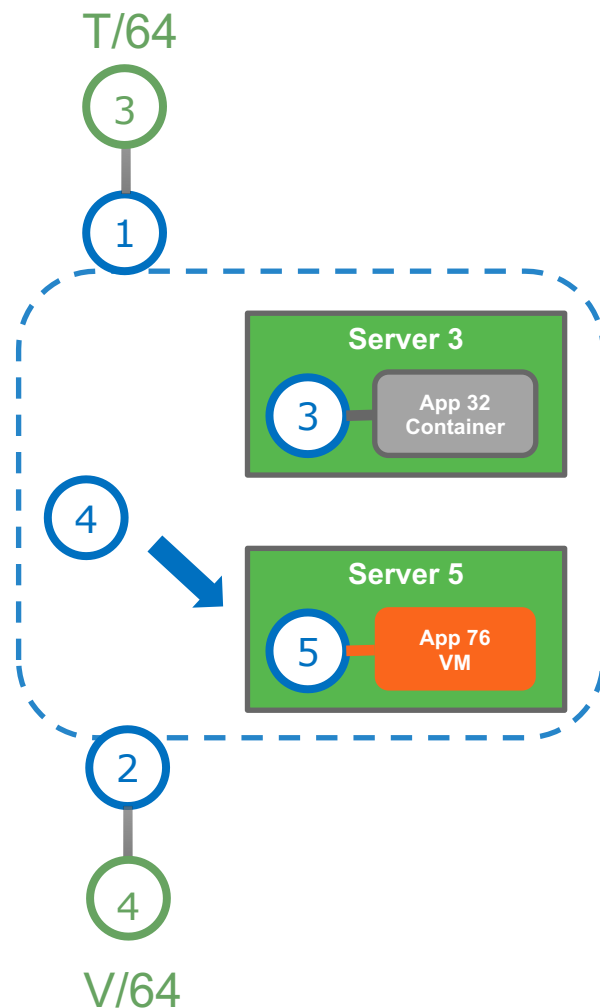 T/64
3
1
Server 3
3
App 32
Container
4
Server 5
5
App 76
VM
2
4
V/64